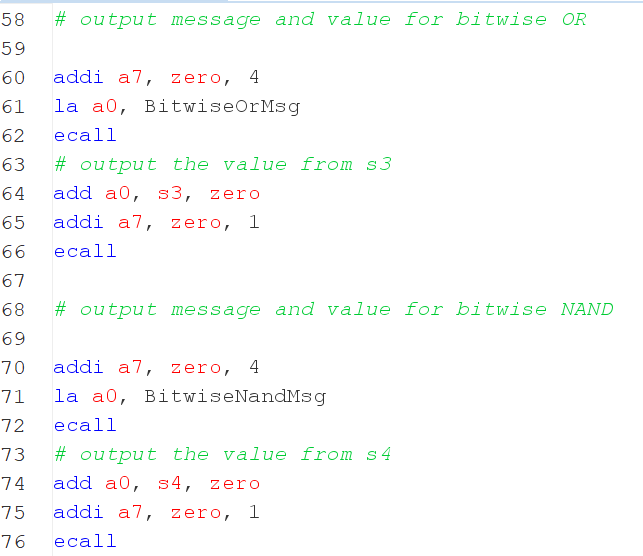 58 # output message and value for bitwise OR
59
60 addi a7, zero, 4
61 la a0, BitwiseOrMsg
62 ecall
63 # output the value from s3
64 add a0, s3, zero
65 addi a7, zero, 1
66 ecall
67
68 # output message and value for bitwise NAND
69
70 addi a7, zero, 4
71 la a0, BitwiseNandMsg
72 ecall
73 # output the value from s4
74 add a0, s4, zero
75 addi a7, zero, 1
76 ecall